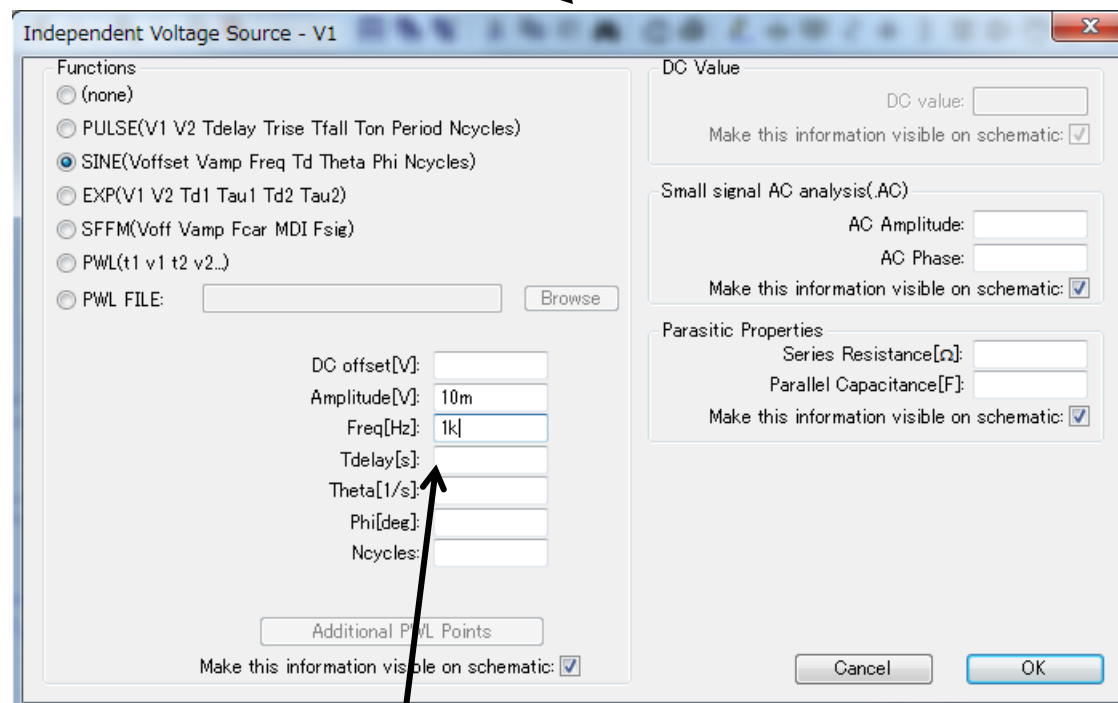 Independent Voltage Source - V1
Functions
(none)
PULSE(V1 V2 Tdelay Trise Tfall Ton Period Ncycles)
SINE(Voffset Vamp Freq Td Theta Phi Ncycles)
EXP(V1 V2 Td1 Tau1 Td2 Tau2)
SFFM(Voff Vamp Fcar MDI Fsig)
PWL(t1 v1 t2 v2...)
PWL FILE:
Browse
DC offset[V]:
Amplitude[V]: 10m
Freq[Hz]: 1k
Tdelay[s]:
Theta[1/s]:
Phi[deg]:
Ncycles:
Additional PWL Points
Make this information visible on schematic:
DC Value
DC value:
Make this information visible on schematic:
Small signal AC analysis(.AC)
AC Amplitude:
AC Phase:
Make this information visible on schematic:
Parasitic Properties
Series Resistance[Ω]:
Parallel Capacitance[F]:
Make this information visible on schematic:
Cancel
OK